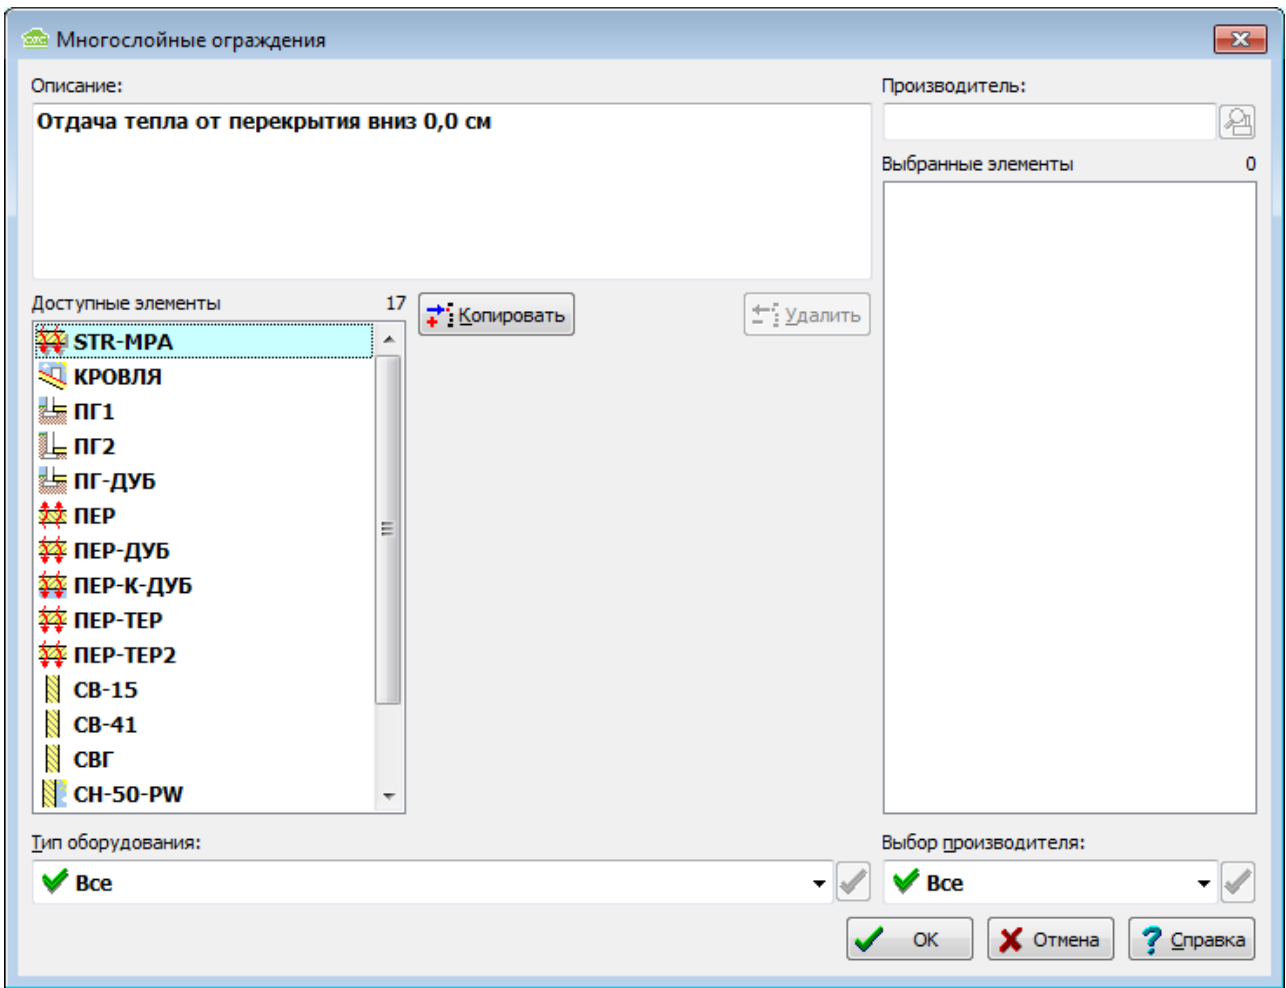 Многослойные ограждения
Описание:
Производитель:
Отдача тепла от перекрытия вниз 0,0 см
Выбранные элементы 0
Доступные элементы 17
Копировать
Удалить
STR-MPA
КРОВЛЯ
ПГ1
ПГ2
ПГ-ДУБ
ПЕР
ПЕР-ДУБ
ПЕР-К-ДУБ
ПЕР-ТЕР
ПЕР-ТЕР2
СВ-15
СВ-41
СВГ
СН-50-PW
Тип оборудования:
Выбор производителя:
Все
Все
OK
Отмена
Справка